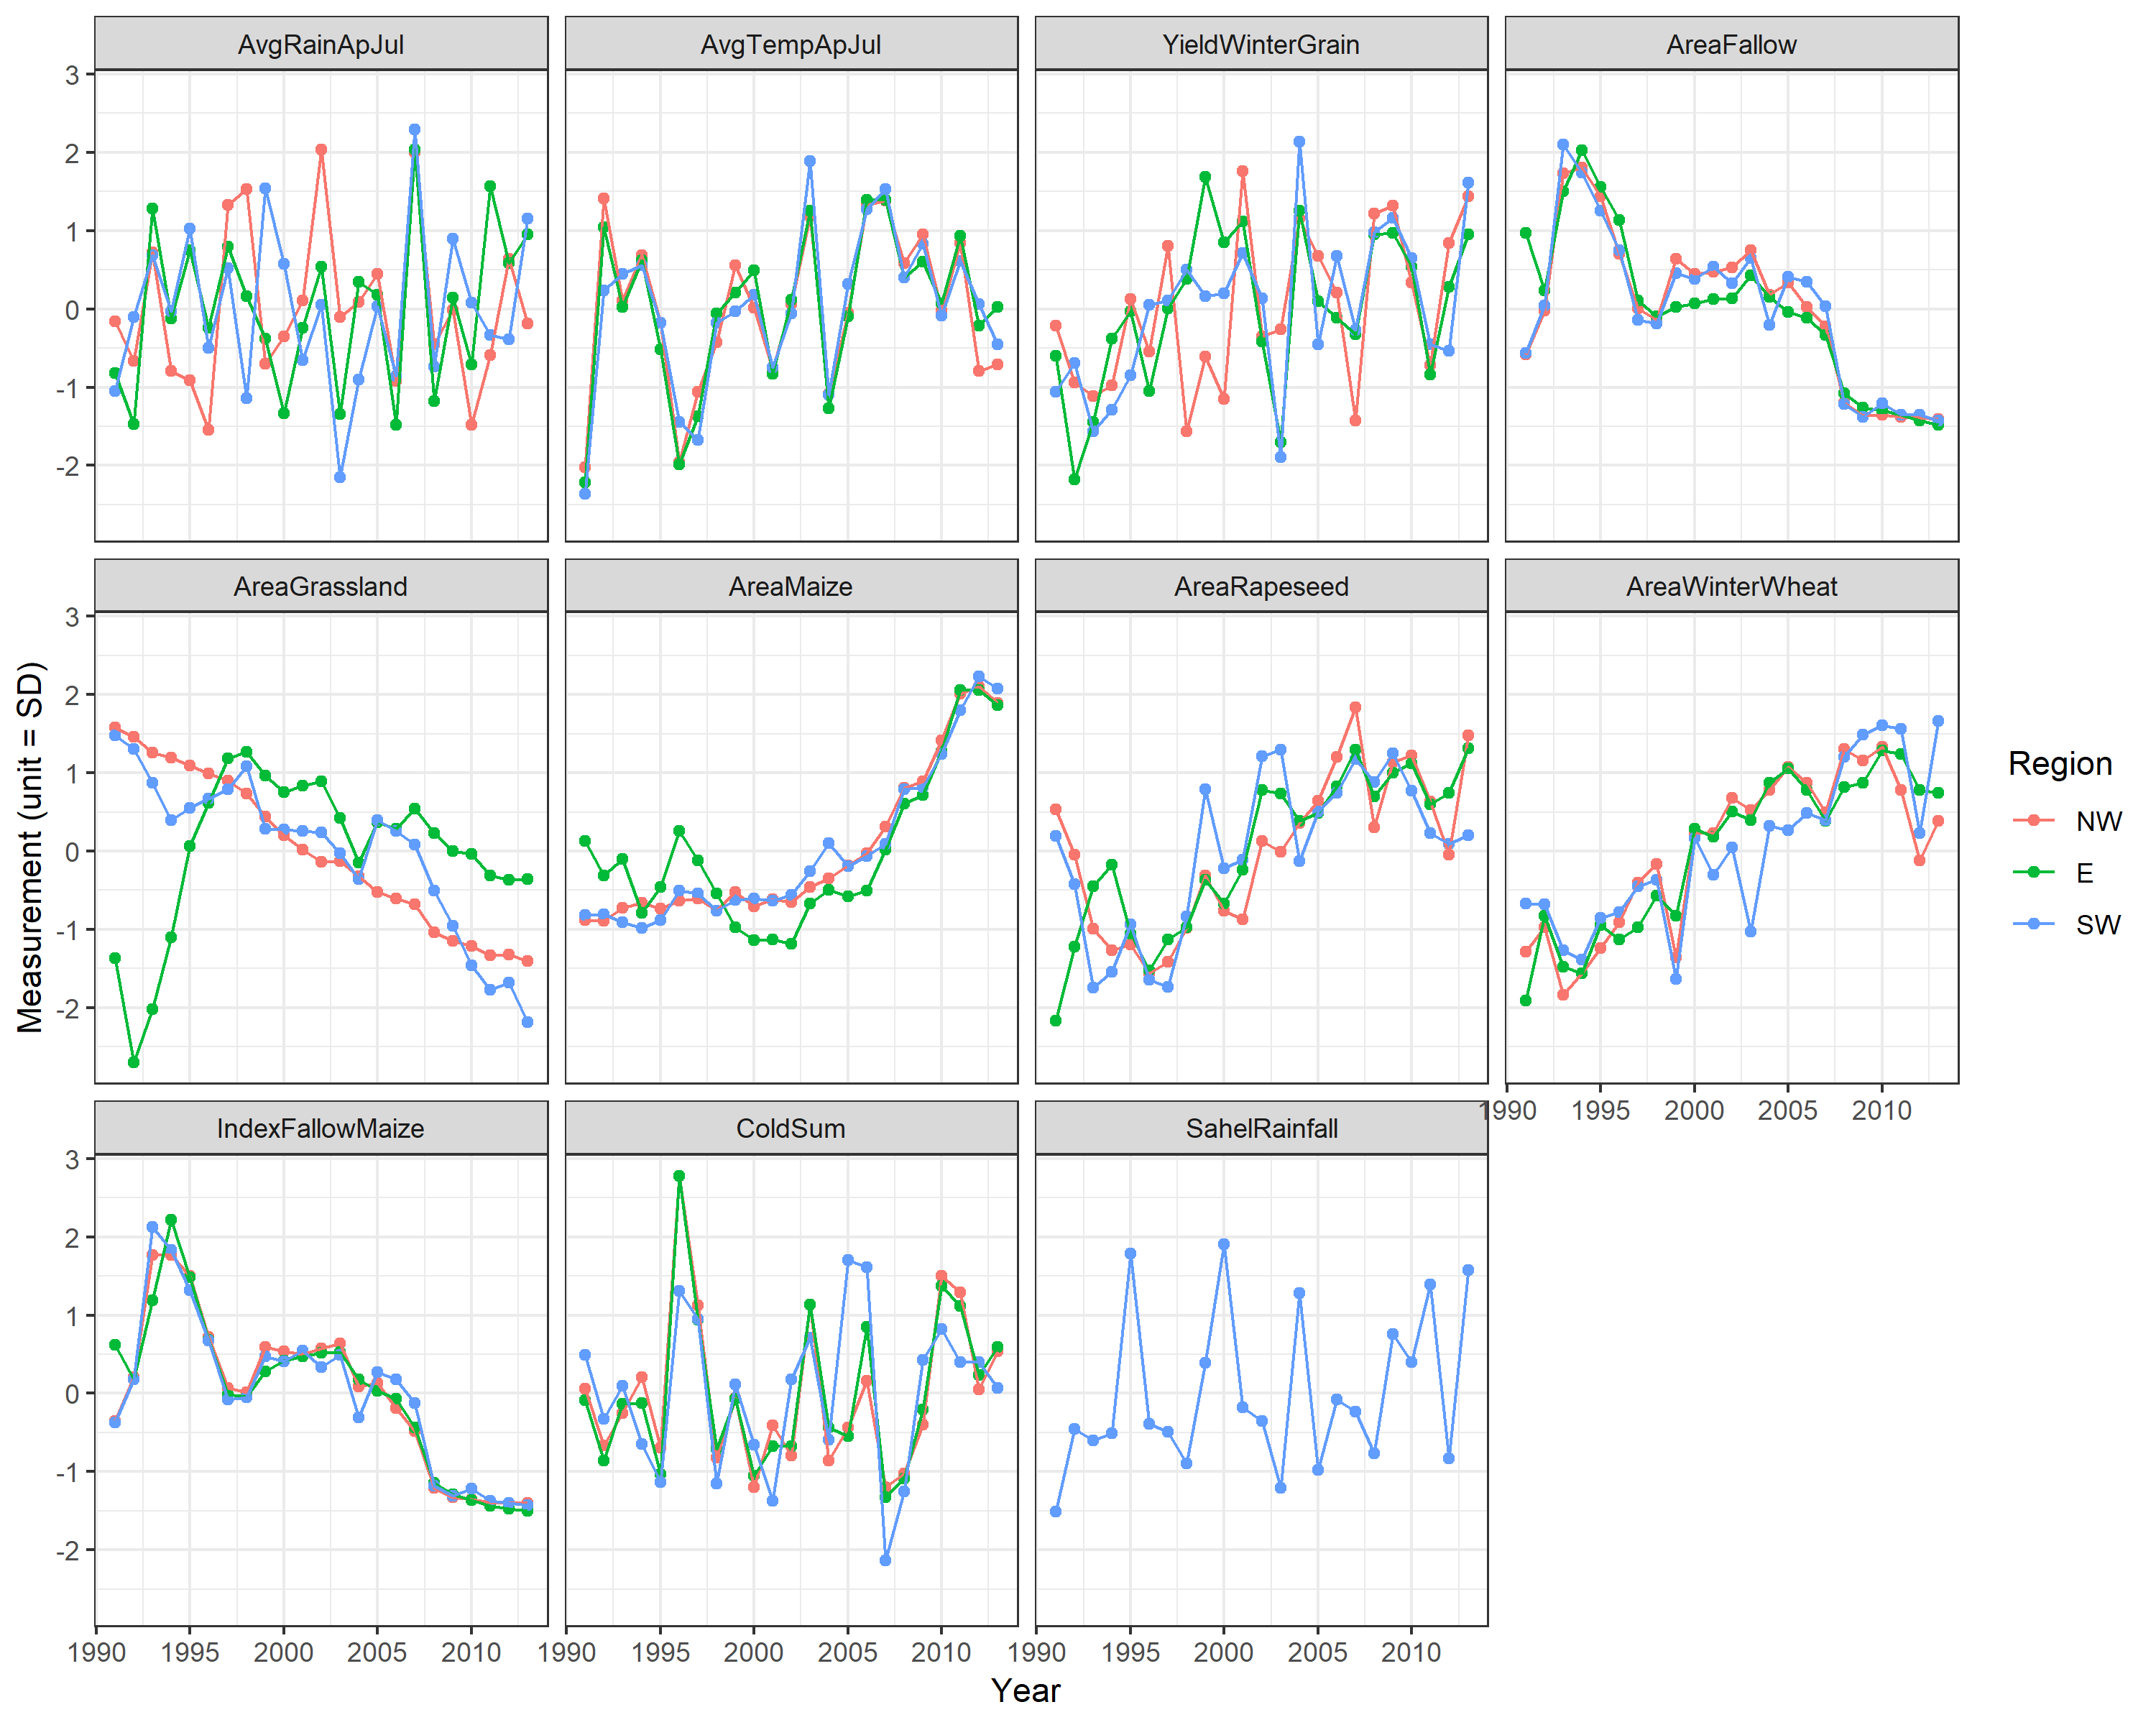 AvgRainApJul AvgTempApJul YieldWinterGrain AreaFallow
3
2
1
0
-1
-2
AreaGrassland AreaMaize AreaRapeseed AreaWinterWheat
3
2
1
0
-1
-2
1990 1995 2000 2005 2010
IndexFallowMaize ColdSum SahelRainfall
3
2
1
0
-1
-2
1990 1995 2000 2005 2010 1990 1995 2000 2005 2010 1990 1995 2000 2005 2010
Year
Measurement (unit = SD)
Region
NW
E
SW